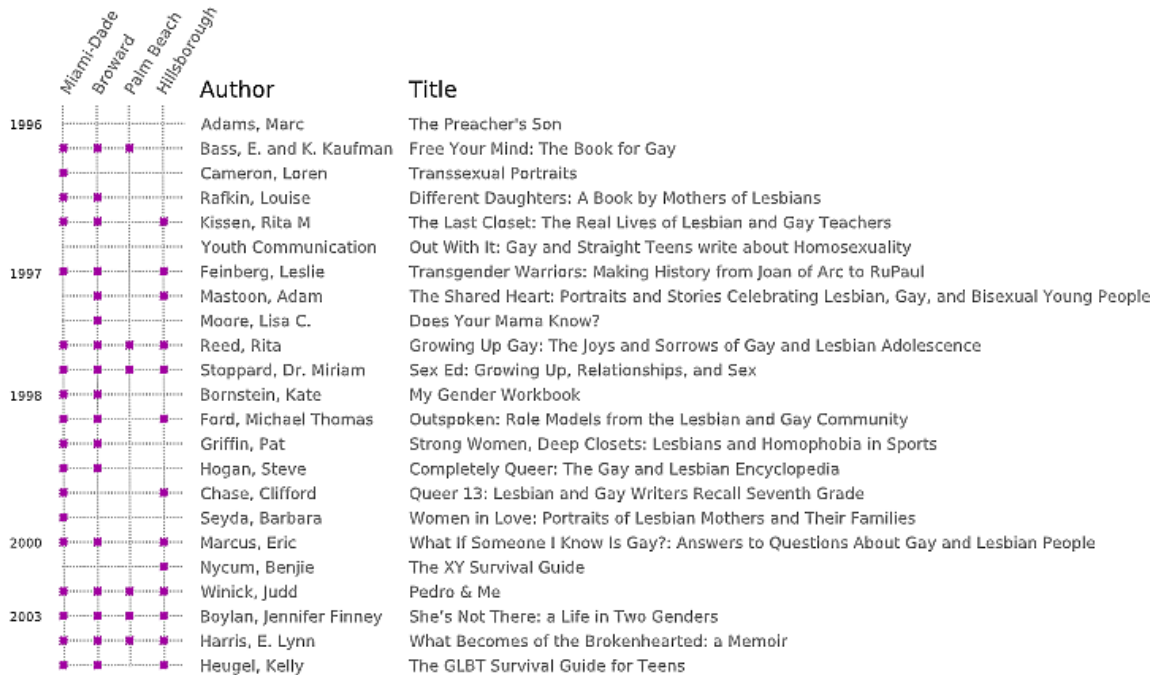 Miami-Dade
Broward
Palm Beach
Hillsborough
Author Title
1996 Adams, Marc The Preacher's Son
Bass, E. and K. Kaufman Free Your Mind: The Book for Gay
Cameron, Loren Transsexual Portraits
Rafkin, Louise Different Daughters: A Book by Mothers of Lesbians
Kissen, Rita M The Last Closet: The Real Lives of Lesbian and Gay Teachers
Youth Communication Out With It: Gay and Straight Teens write about Homosexuality
1997 Feinberg, Leslie Transgender Warriors: Making History from Joan of Arc to RuPaul
Mastoon, Adam The Shared Heart: Portraits and Stories Celebrating Lesbian, Gay, and Bisexual Young People
Moore, Lisa C. Does Your Mama Know?
Reed, Rita Growing Up Gay: The Joys and Sorrows of Gay and Lesbian Adolescence
Stoppard, Dr. Miriam Sex Ed: Growing Up, Relationships, and Sex
1998 Bornstein, Kate My Gender Workbook
Ford, Michael Thomas Outspoken: Role Models from the Lesbian and Gay Community
Griffin, Pat Strong Women, Deep Closets: Lesbians and Homophobia in Sports
Hogan, Steve Completely Queer: The Gay and Lesbian Encyclopedia
Chase, Clifford Queer 13: Lesbian and Gay Writers Recall Seventh Grade
Seyda, Barbara Women in Love: Portraits of Lesbian Mothers and Their Families
2000 Marcus, Eric What If Someone I Know Is Gay?: Answers to Questions About Gay and Lesbian People
Nycum, Benjie The XY Survival Guide
Winick, Judd Pedro & Me
2003 Boylan, Jennifer Finney She's Not There: a Life in Two Genders
Harris, E. Lynn What Becomes of the Brokenhearted: a Memoir
Heugel, Kelly The GLBT Survival Guide for Teens